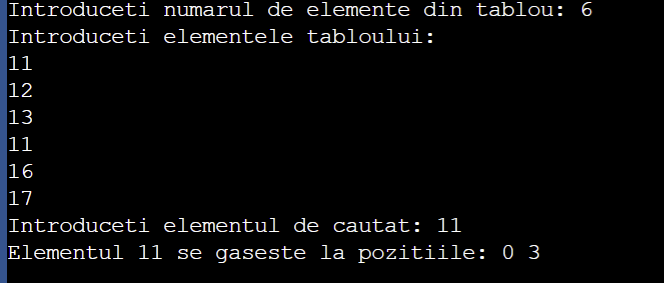 Introduceti numarul de elemente din tablou: 6
Introduceti elementele tabloului:
11
12
13
11
16
17
Introduceti elementul de cautat: 11
Elementul 11 se gaseste la pozitiile: 0 3